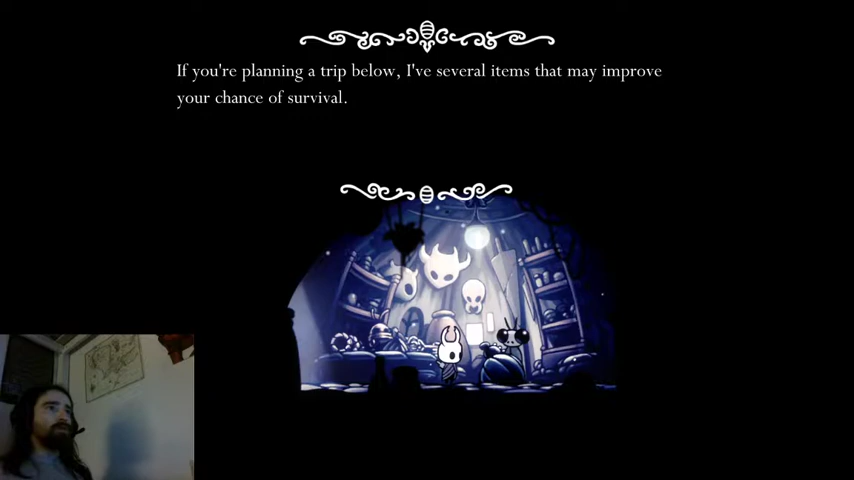 If you're planning a trip below, I've several items that may improve
your chance of survival.